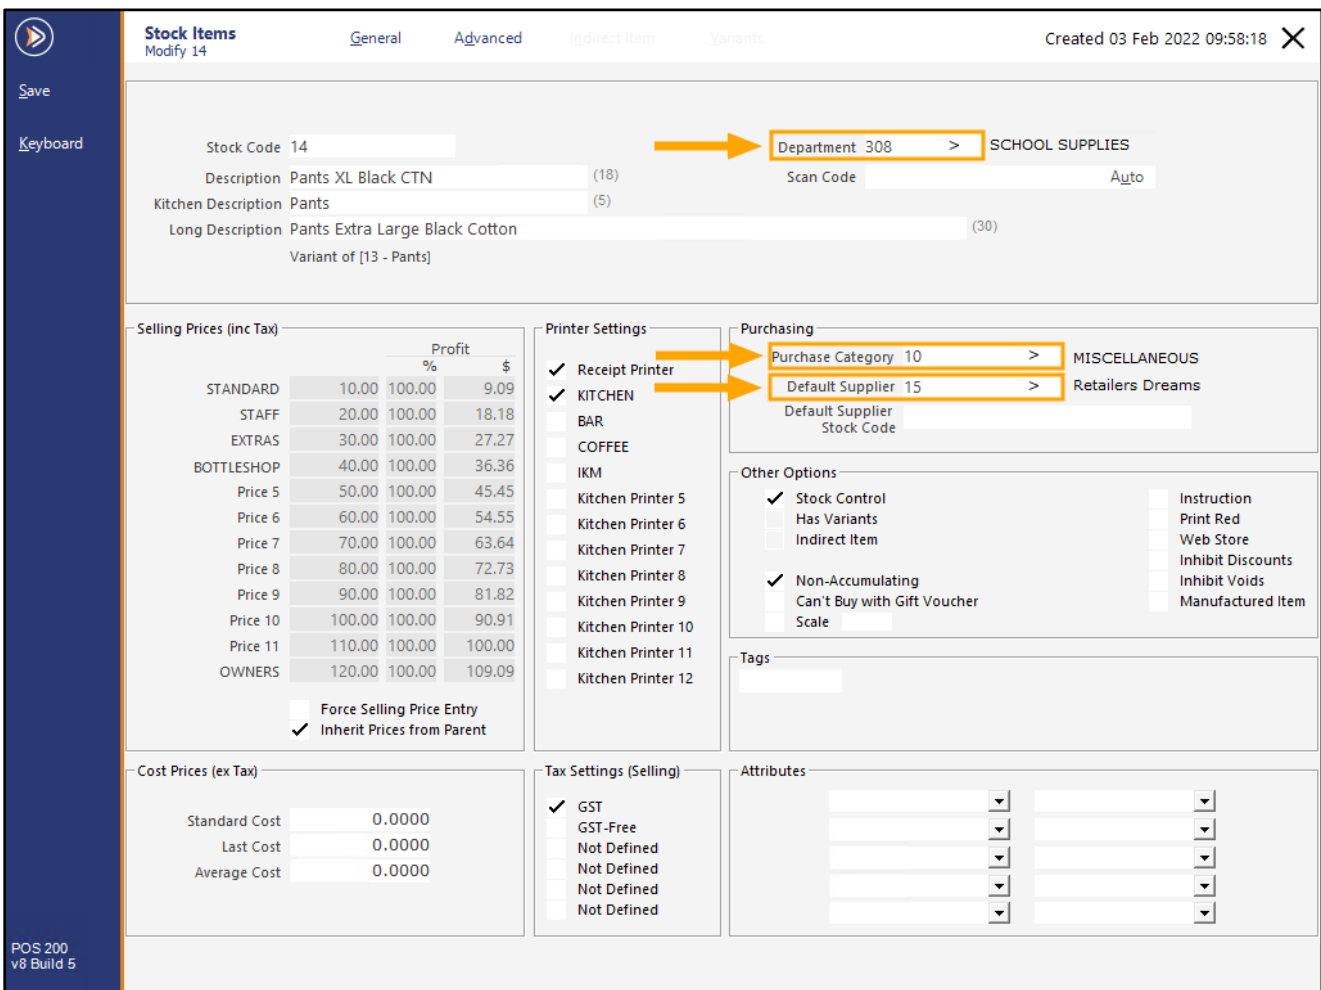 Stock Items
Modify 14
General
Advanced
Indirect Item
Variants
Created 03 Feb 2022 09:58:18
Save
Keyboard
Stock Code 14
Department 308 > SCHOOL SUPPLIES
Description Pants XL Black CTN (18)
Scan Code Auto
Kitchen Description Pants (5)
Long Description Pants Extra Large Black Cotton (30)
Variant of [13 - Pants]
Selling Prices (inc Tax)
Profit
% $
STANDARD 10.00 100.00 9.09
STAFF 20.00 100.00 18.18
EXTRAS 30.00 100.00 27.27
BOTTLESHOP 40.00 100.00 36.36
Price 5 50.00 100.00 45.45
Price 6 60.00 100.00 54.55
Price 7 70.00 100.00 63.64
Price 8 80.00 100.00 72.73
Price 9 90.00 100.00 81.82
Price 10 100.00 100.00 90.91
Price 11 110.00 100.00 100.00
OWNERS 120.00 100.00 109.09
Force Selling Price Entry
Inherit Prices from Parent
Printer Settings
Receipt Printer
KITCHEN
BAR
COFFEE
IKM
Kitchen Printer 5
Kitchen Printer 6
Kitchen Printer 7
Kitchen Printer 8
Kitchen Printer 9
Kitchen Printer 10
Kitchen Printer 11
Kitchen Printer 12
Purchasing
Purchase Category 10 > MISCELLANEOUS
Default Supplier 15 > Retailers Dreams
Default Supplier
Stock Code
Other Options
Stock Control
Has Variants
Indirect Item
Non-Accumulating
Can't Buy with Gift Voucher
Scale
Instruction
Print Red
Web Store
Inhibit Discounts
Inhibit Voids
Manufactured Item
Tags
Cost Prices (ex Tax)
Standard Cost 0.0000
Last Cost 0.0000
Average Cost 0.0000
Tax Settings (Selling)
GST
GST-Free
Not Defined
Not Defined
Not Defined
Not Defined
Attributes
POS 200
v8 Build 5